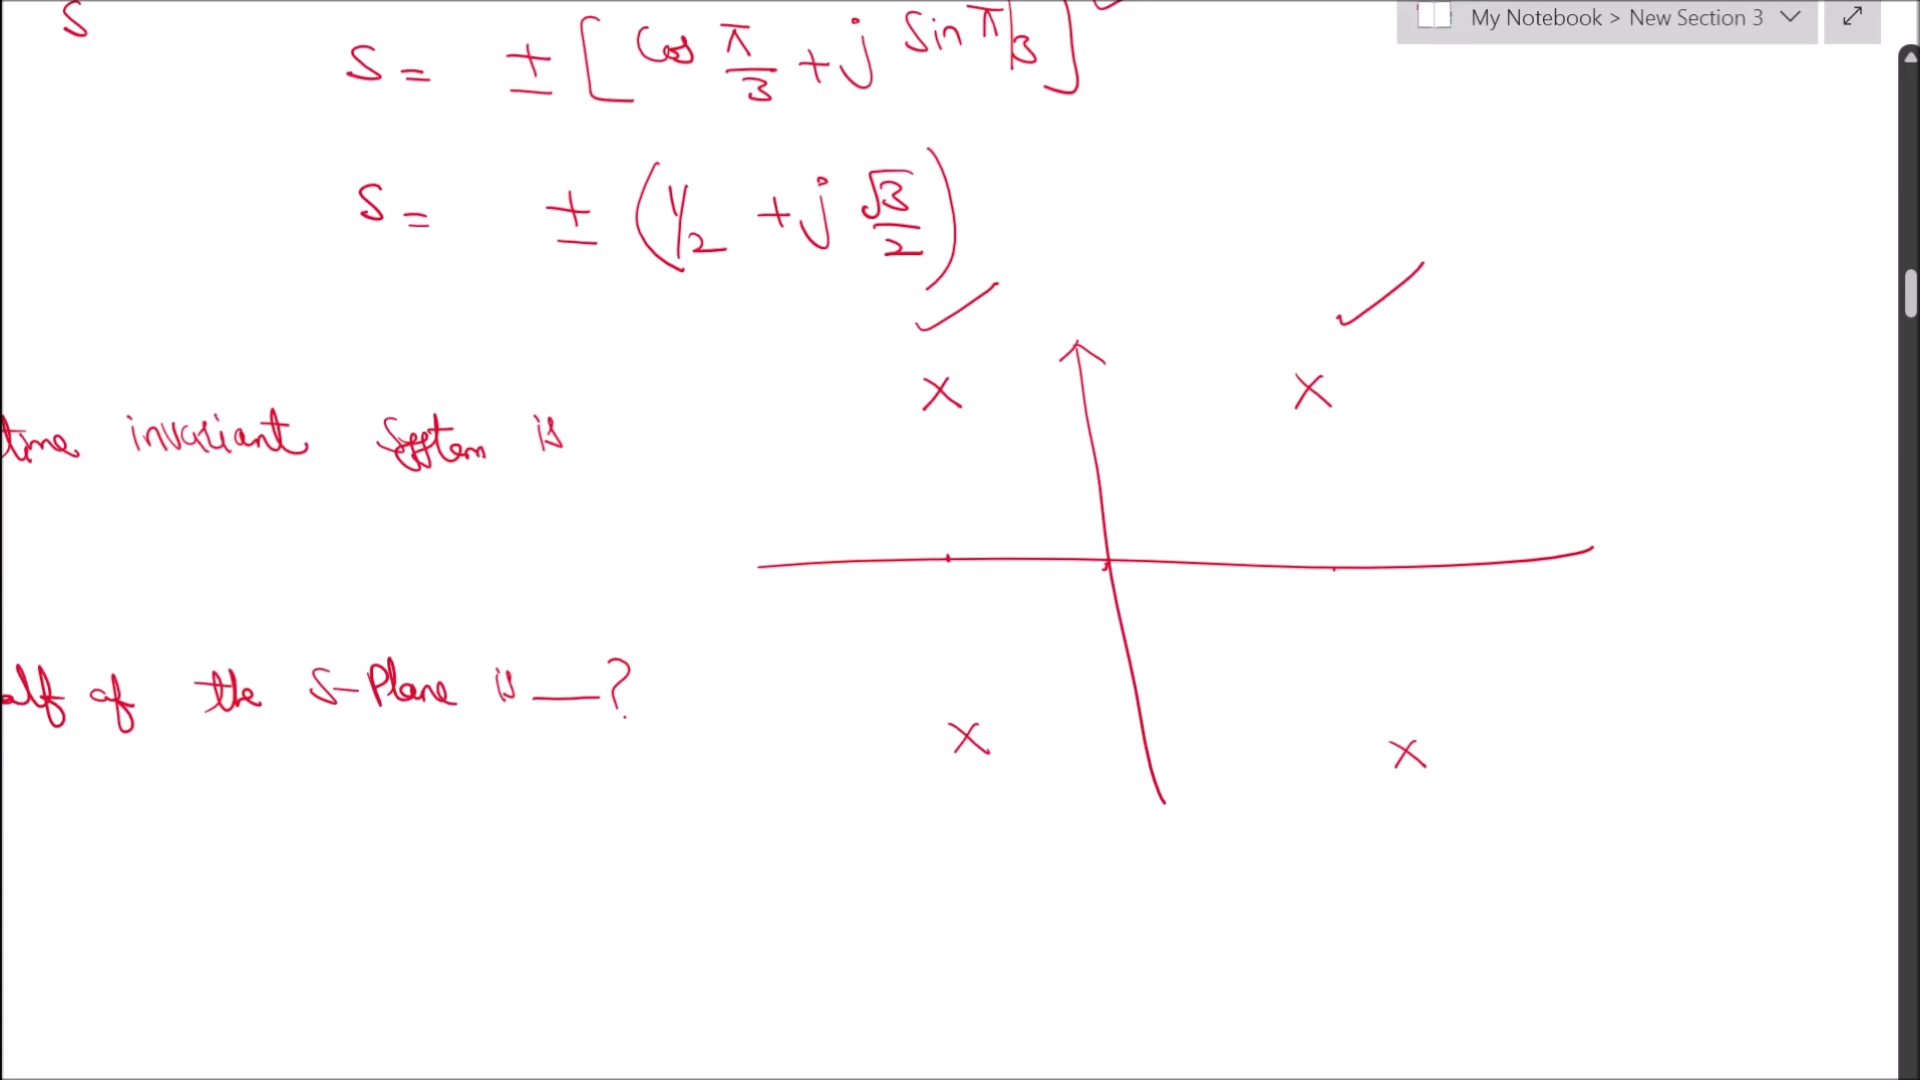 My Notebook > New Section 3
S
S = ± [ Cos π/3 + j Sin π/3 ]
S = ± ( 1/2 + j √3/2 )
time invariant System is
alf of the S-Plane is __ ?